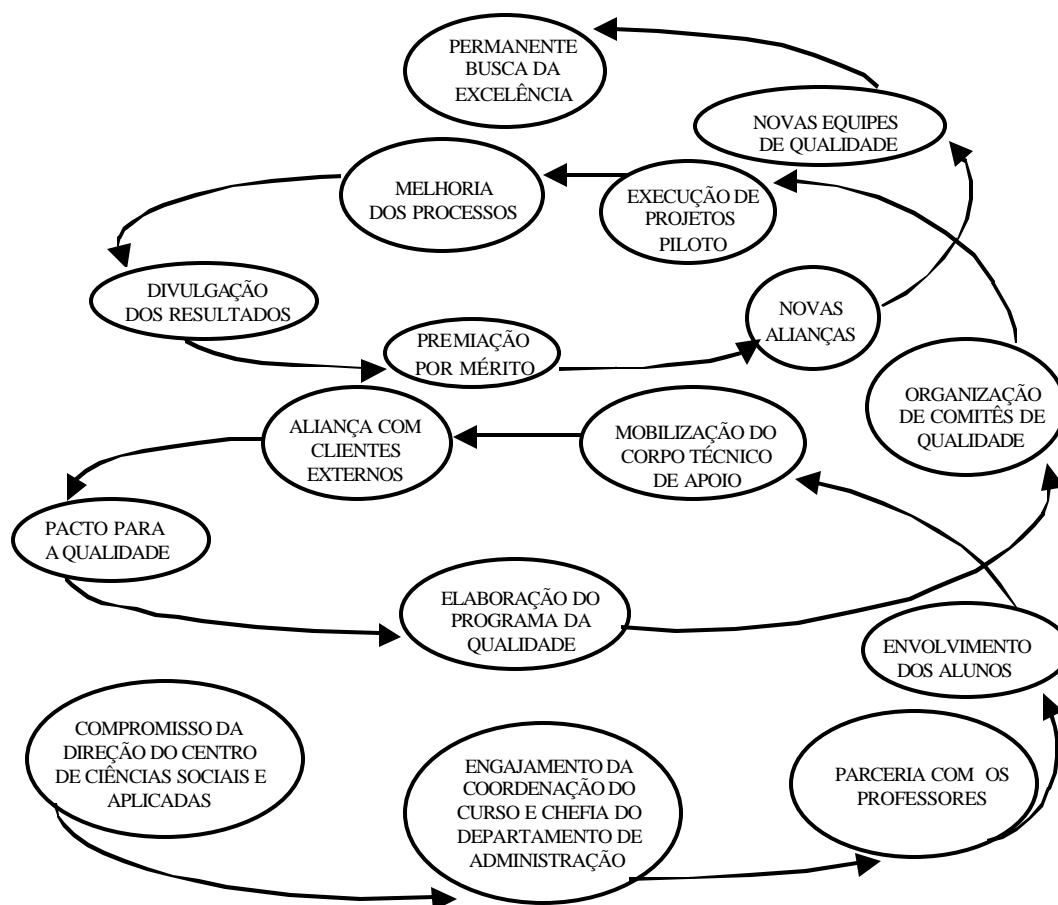 PERMANENTE
BUSCA DA
EXCELÊNCIA
NOVAS EQUIPES
DE QUALIDADE
MELHORIA
DOS PROCESSOS
EXECUÇÃO DE
PROJETOS
PILOTO
DIVULGAÇÃO
DOS RESULTADOS
NOVAS
ALIANÇAS
PREMIAÇÃO
POR MÉRITO
ORGANIZAÇÃO
DE COMITÊS DE
QUALIDADE
ALIANÇA COM
CLIENTES
EXTERNOS
MOBILIZAÇÃO DO
CORPO TÉCNICO
DE APOIO
PACTO PARA
A QUALIDADE
ELABORAÇÃO DO
PROGRAMA DA
QUALIDADE
ENVOLVIMENTO
DOS ALUNOS
COMPROMISSO DA
DIREÇÃO DO CENTRO
DE CIÊNCIAS SOCIAIS E
APLICADAS
ENGAJAMENTO DA
COORDENAÇÃO DO
CURSO E CHEFIA DO
DEPARTAMENTO DE
ADMINISTRAÇÃO
PARCERIA COM OS
PROFESSORES